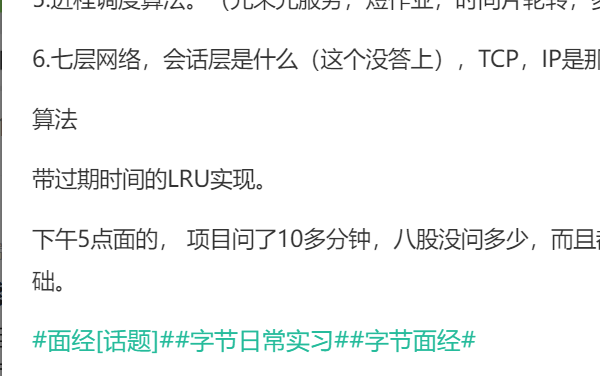 5.进程调度算法。（先来先服务，短作业，时间片轮转，多
6.七层网络，会话层是什么（这个没答上），TCP，IP是那
算法
带过期时间的LRU实现。
下午5点面的， 项目问了10多分钟，八股没问多少，而且都
础。
#面经[话题]##字节日常实习##字节面经#